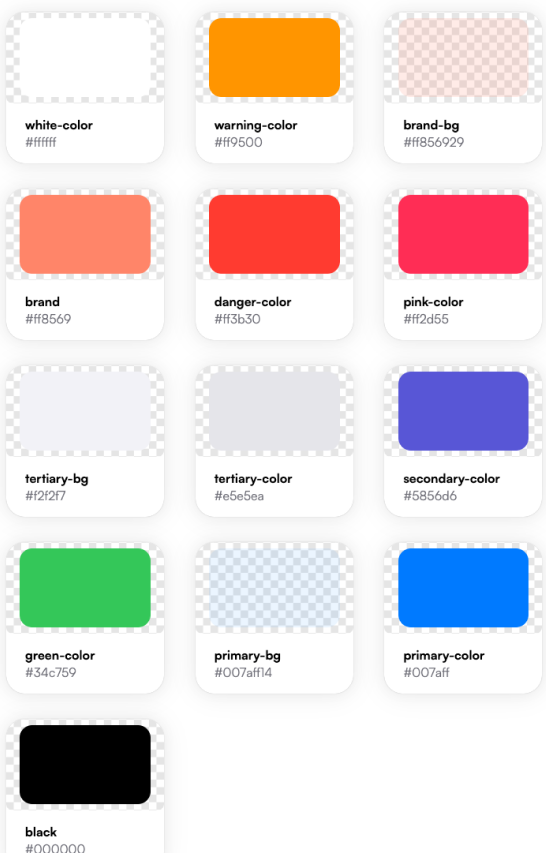 white-color
#ffffff
warning-color
#ff9500
brand-bg
#ff856929
brand
#ff8569
danger-color
#ff3b30
pink-color
#ff2d55
tertiary-bg
#f2f2f7
tertiary-color
#e5e5ea
secondary-color
#5856d6
green-color
#34c759
primary-bg
#007aff14
primary-color
#007aff
black
#000000